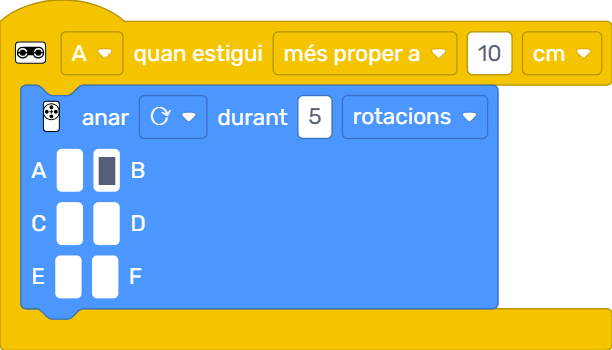 A quan estigui més proper a 10 cm
anar durant 5 rotacions
A B
C D
E F